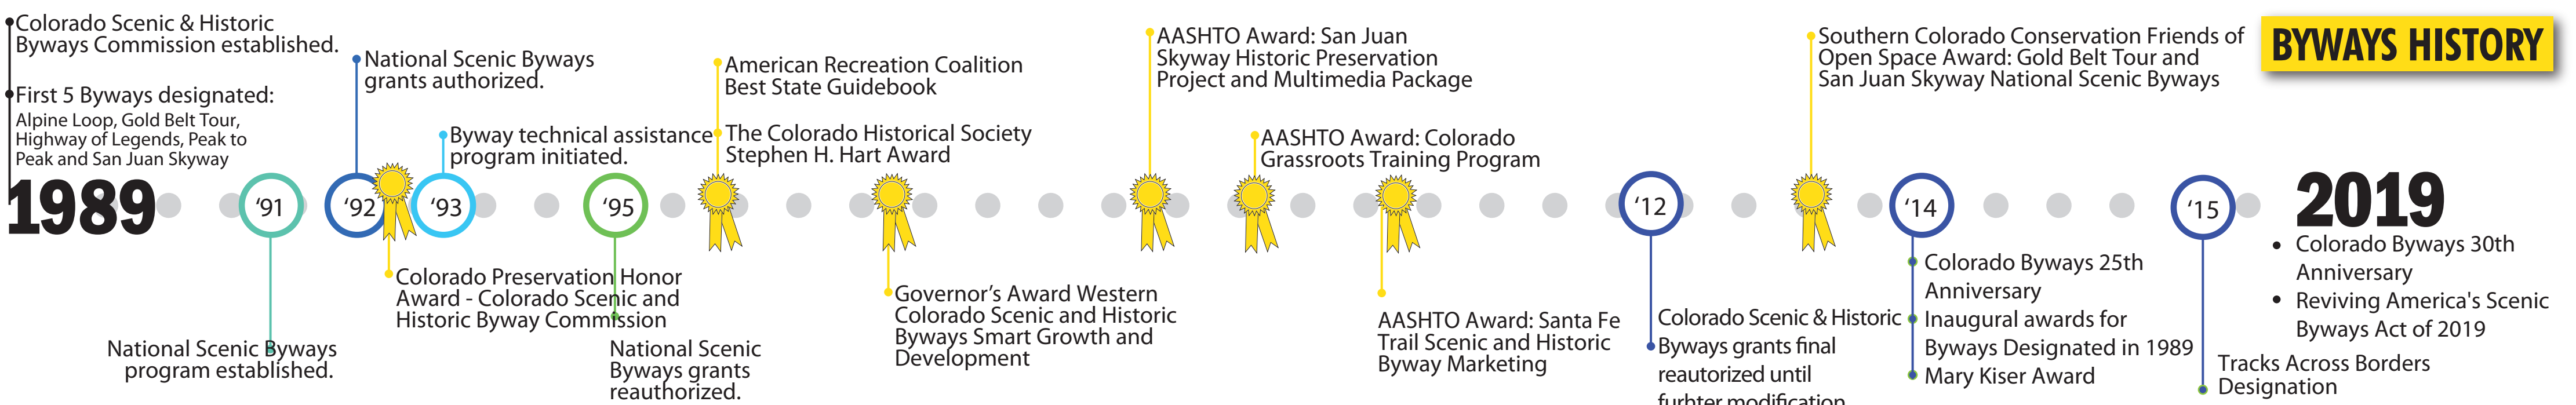 BYWAYS HISTORY
Colorado Scenic & Historic
Byways Commission established.
First 5 Byways designated:
Alpine Loop, Gold Belt Tour,
Highway of Legends, Peak to
Peak and San Juan Skyway
1989
‘91
National Scenic Byways
program established.
National Scenic Byways
grants authorized.
‘92
Colorado Preservation Honor
Award - Colorado Scenic and
Historic Byway Commission
Byway technical assistance
program initiated.
‘93
‘95
National Scenic
Byways grants
reauthorized.
American Recreation Coalition
Best State Guidebook
The Colorado Historical Society
Stephen H. Hart Award
Governor’s Award Western
Colorado Scenic and Historic
Byways Smart Growth and
Development
AASHTO Award: San Juan
Skyway Historic Preservation
Project and Multimedia Package
AASHTO Award: Colorado
Grassroots Training Program
AASHTO Award: Santa Fe
Trail Scenic and Historic
Byway Marketing
‘12
Colorado Scenic & Historic
Byways grants final
reautorized until
furhter modification
Southern Colorado Conservation Friends of
Open Space Award: Gold Belt Tour and
San Juan Skyway National Scenic Byways
‘14
Colorado Byways 25th
Anniversary
Inaugural awards for
Byways Designated in 1989
Mary Kiser Award
‘15
Tracks Across Borders
Designation
2019
• Colorado Byways 30th
Anniversary
• Reviving America's Scenic
Byways Act of 2019